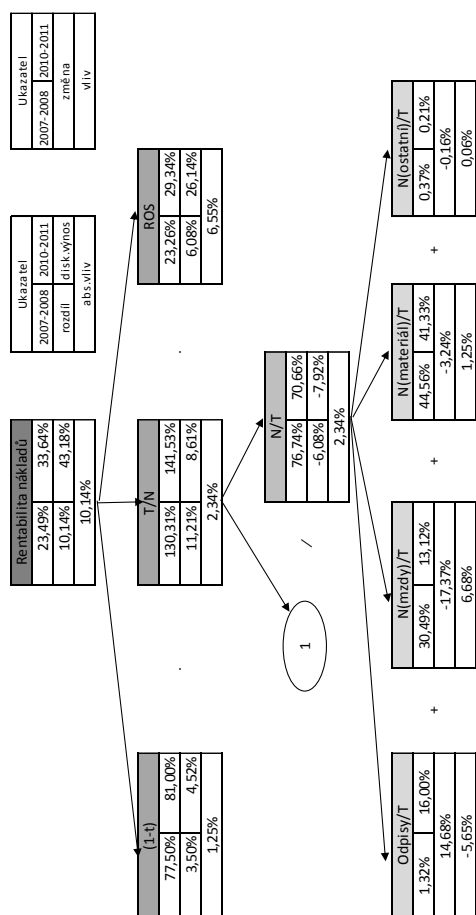 Rentabilita nákladů
23,49% 33,64%
10,14% 43,18%
10,14%
Ukazatel
2007-2008 2010-2011
rozdíl disk.výnos
abs.vliv
Ukazatel
2007-2008 2010-2011
změna
vliv
(1-t)
77,50% 81,00%
3,50% 4,52%
1,25%
.
T/N
130,31% 141,53%
11,21% 8,61%
2,34%
.
ROS
23,26% 29,34%
6,08% 26,14%
6,55%
1
/
N/T
76,74% 70,66%
-6,08% -7,92%
2,34%
Odpisy/T
1,32% 16,00%
14,68%
-5,65%
+
N(mzdy)/T
30,49% 13,12%
-17,37%
6,68%
+
N(materiál)/T
44,56% 41,33%
-3,24%
1,25%
+
N(ostatní)/T
0,37% 0,21%
-0,16%
0,06%